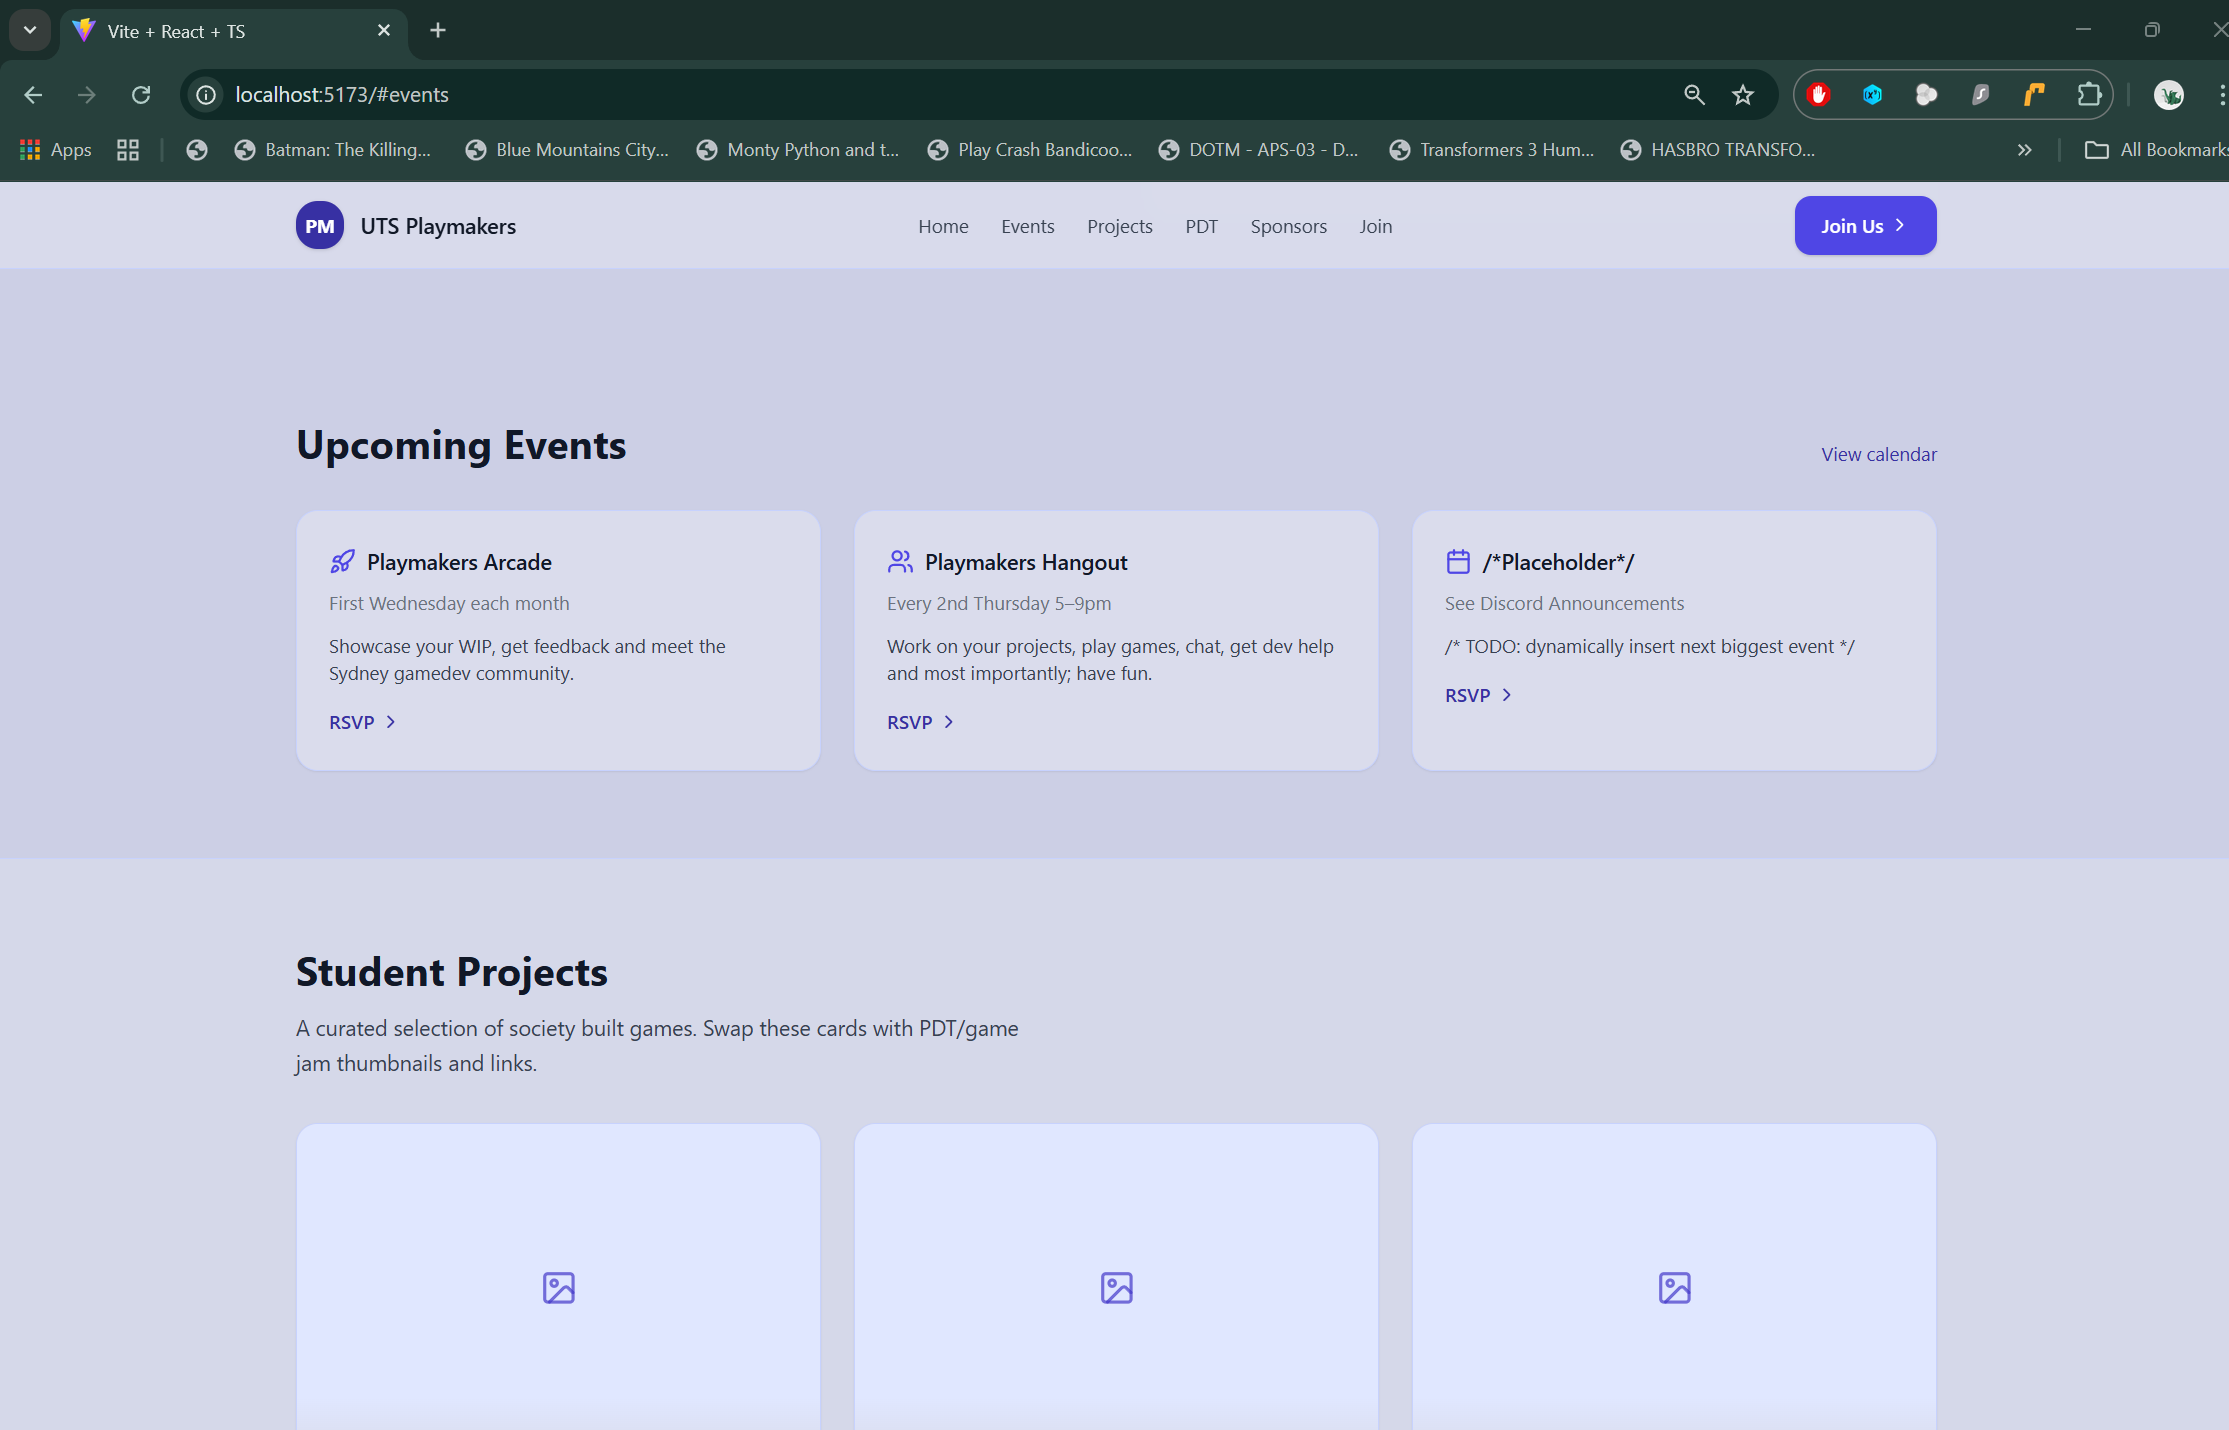 Vite + React + TS
localhost:5173/#events
Apps
Batman: The Killing...
Blue Mountains City...
Monty Python and t...
Play Crash Bandicoo...
DOTM - APS-03 - D...
Transformers 3 Hum...
HASBRO TRANSFO...
All Bookmarks
PM
UTS Playmakers
Home
Events
Projects
PDT
Sponsors
Join
Join Us
Upcoming Events
View calendar
Playmakers Arcade
First Wednesday each month
Showcase your WIP, get feedback and meet the
Sydney gamedev community.
RSVP
Playmakers Hangout
Every 2nd Thursday 5–9pm
Work on your projects, play games, chat, get dev help
and most importantly; have fun.
RSVP
/*Placeholder*/
See Discord Announcements
/* TODO: dynamically insert next biggest event */
RSVP
Student Projects
A curated selection of society built games. Swap these cards with PDT/game
jam thumbnails and links.